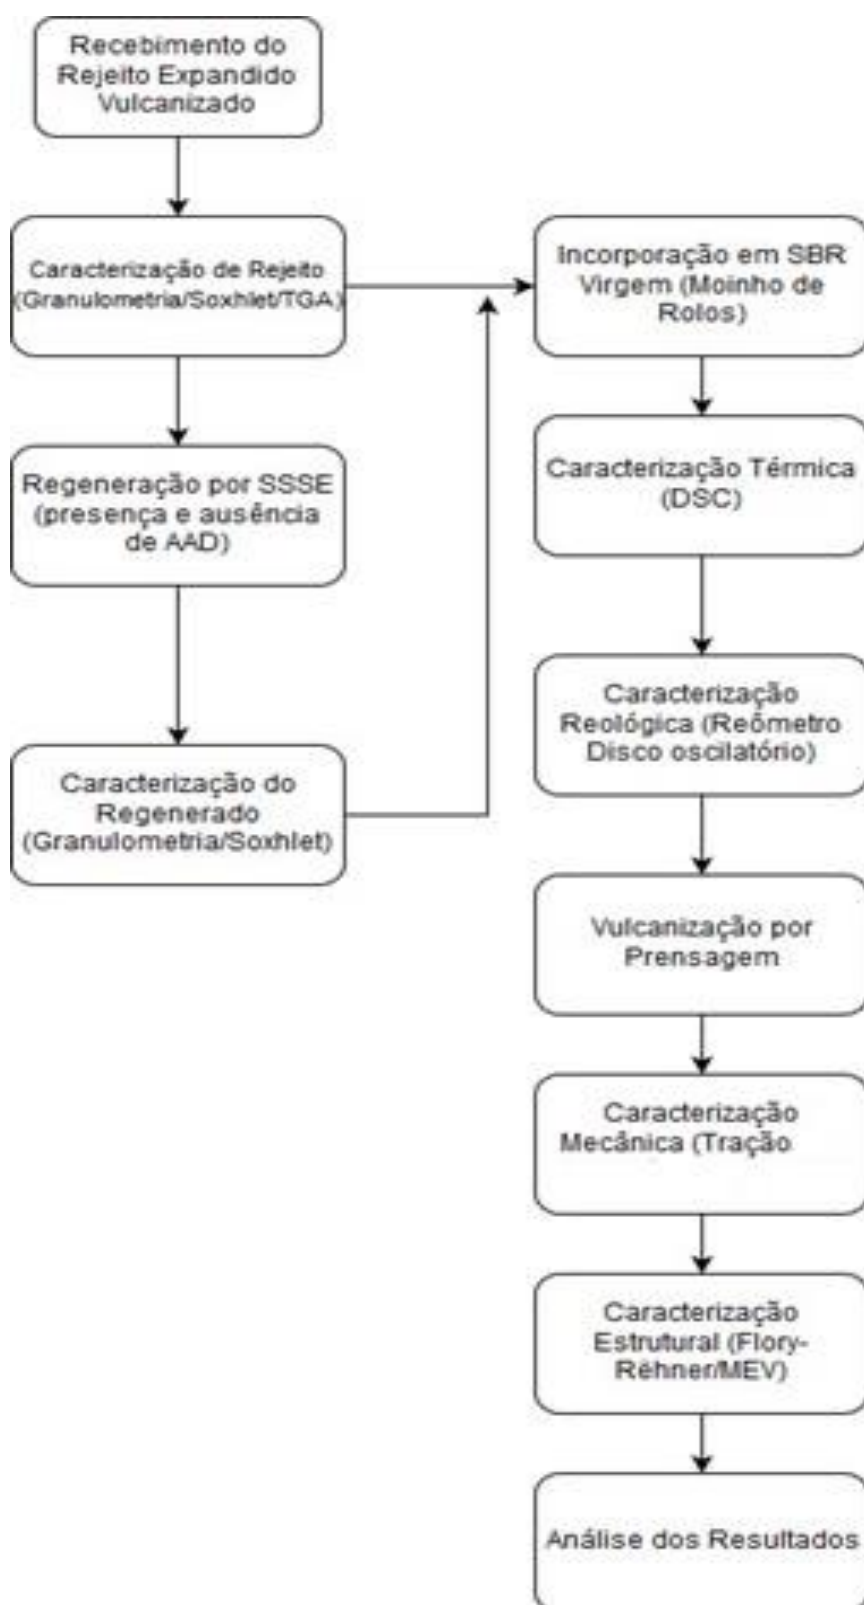 Recebimento do
Rejeito Expandido
Vulcanizado
Caracterização de Rejeito
(Granulometria/Soxhlet/TGA)
Regeneração por SSSE
(presença e ausência
de AAD)
Caracterização do
Regenerado
(Granulometria/Soxhlet)
Incorporação em SBR
Virgem (Moinho de
Rolos)
Caracterização Térmica
(DSC)
Caracterização
Reológica (Reômetro
Disco oscilatório)
Vulcanização por
Prensagem
Caracterização
Mecânica (Tração
Caracterização
Estrutural (Flory-
Rëhner/MEV)
Análise dos Resultados